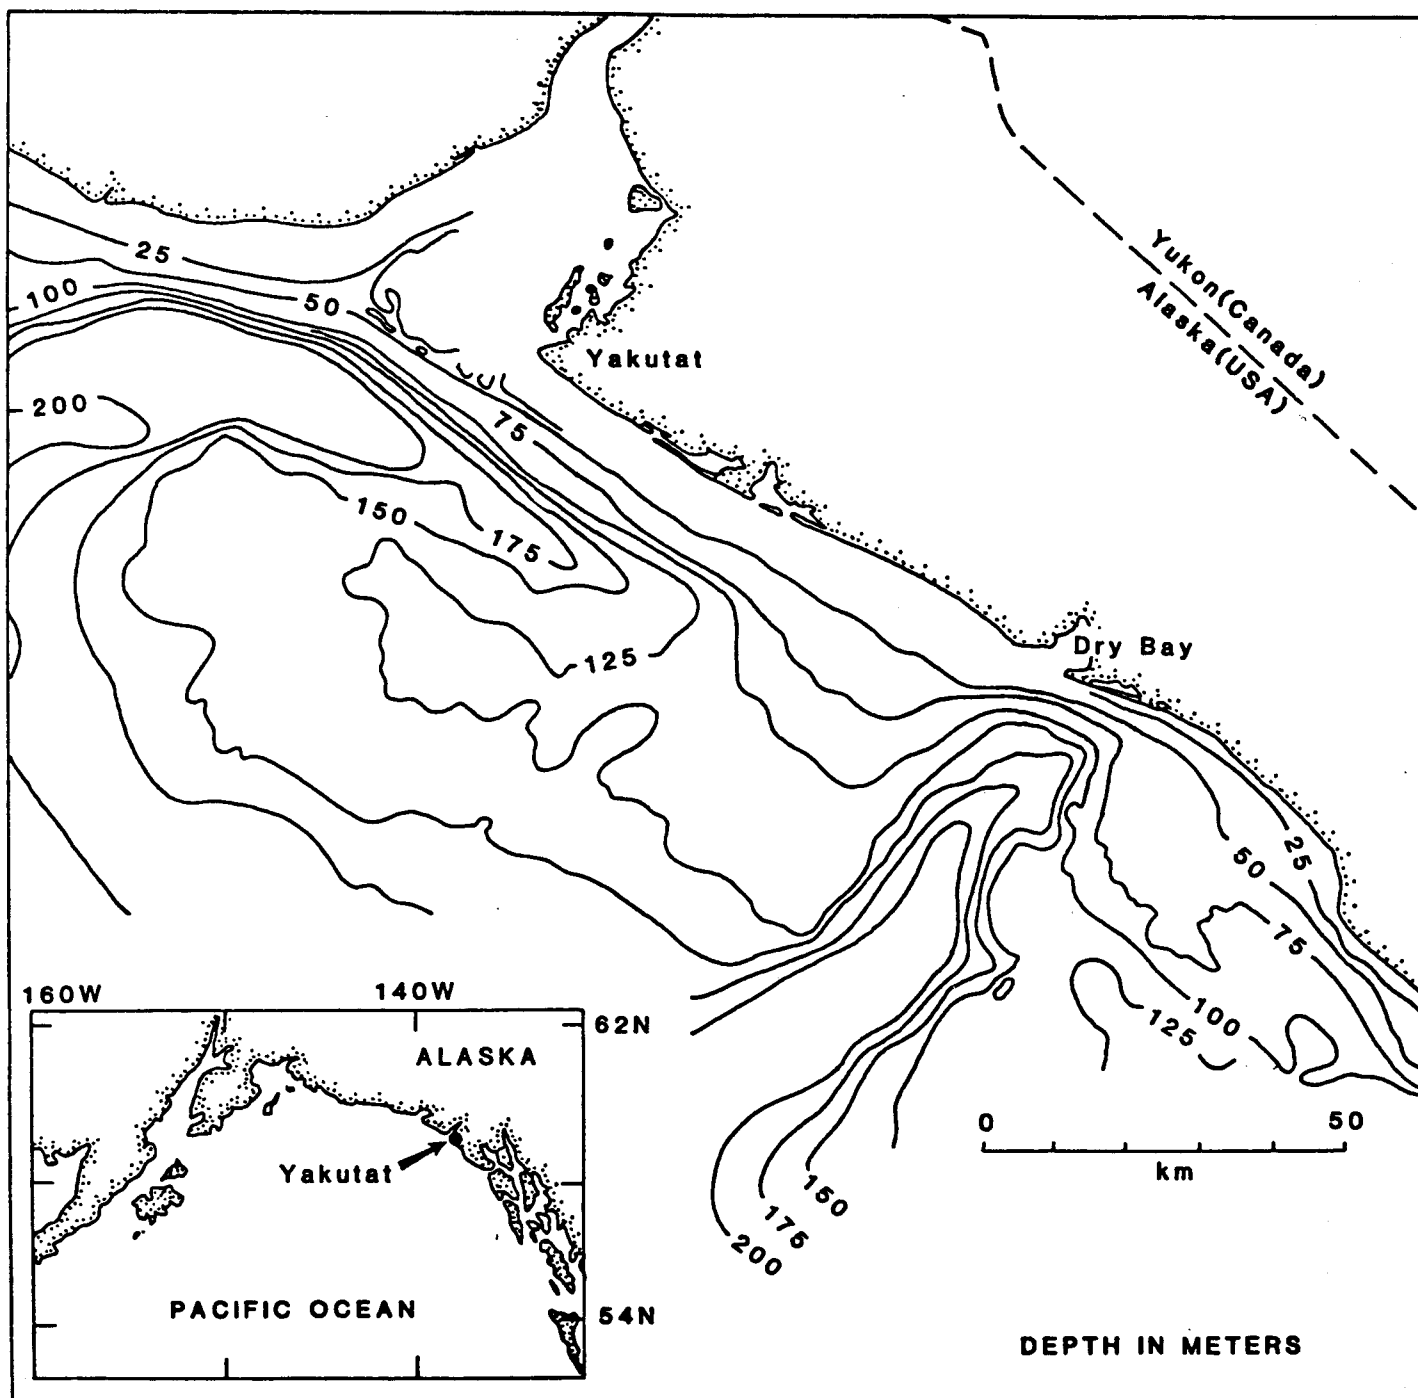 Yukon(Canada)
Alaska(USA)
25
50
100
200
Yakutat
75
150
175
125
Dry Bay
25
50
75
100
125
160W
140W
62N
ALASKA
Yakutat
PACIFIC OCEAN
54N
0
50
km
150
175
200
DEPTH IN METERS